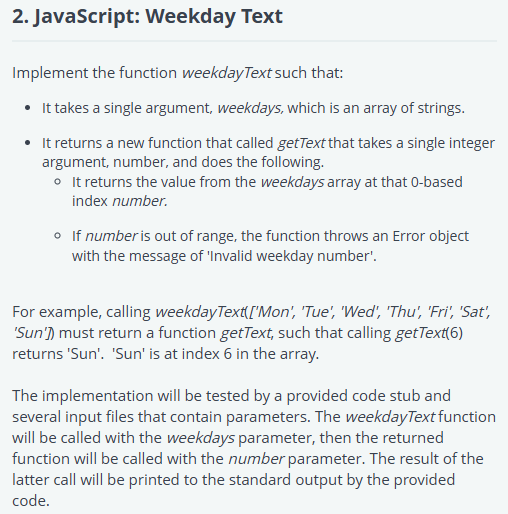 2. JavaScript: Weekday Text
Implement the function weekdayText such that:
• It takes a single argument, weekdays, which is an array of strings.
• It returns a new function that called getText that takes a single integer
argument, number, and does the following.
◦ It returns the value from the weekdays array at that 0-based
index number.
◦ If number is out of range, the function throws an Error object
with the message of 'Invalid weekday number'.
For example, calling weekdayText(['Mon', 'Tue', 'Wed', 'Thu', 'Fri', 'Sat',
'Sun']) must return a function getText, such that calling getText(6)
returns 'Sun'.  'Sun' is at index 6 in the array.
The implementation will be tested by a provided code stub and
several input files that contain parameters. The weekdayText function
will be called with the weekdays parameter, then the returned
function will be called with the number parameter. The result of the
latter call will be printed to the standard output by the provided
code.